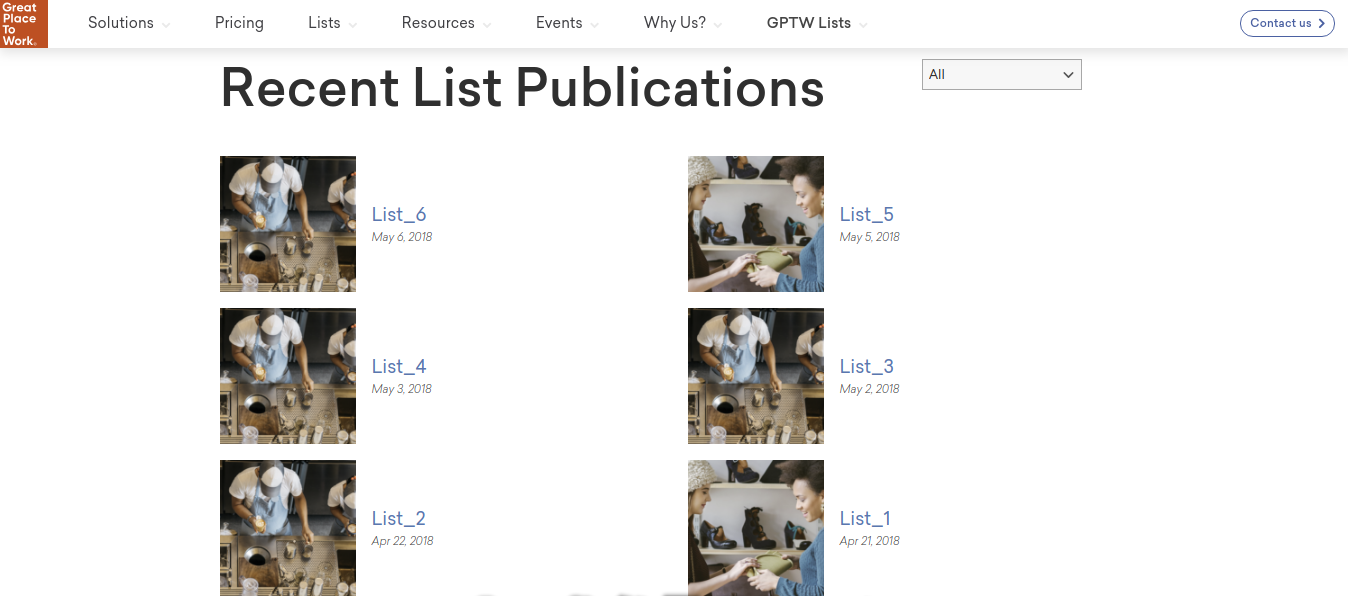 Great
Place
To
Work.
Solutions Pricing Lists Resources Events Why Us? GPTW Lists Contact us
Recent List Publications
All
List_6
May 6, 2018
List_5
May 5, 2018
List_4
May 3, 2018
List_3
May 2, 2018
List_2
Apr 22, 2018
List_1
Apr 21, 2018